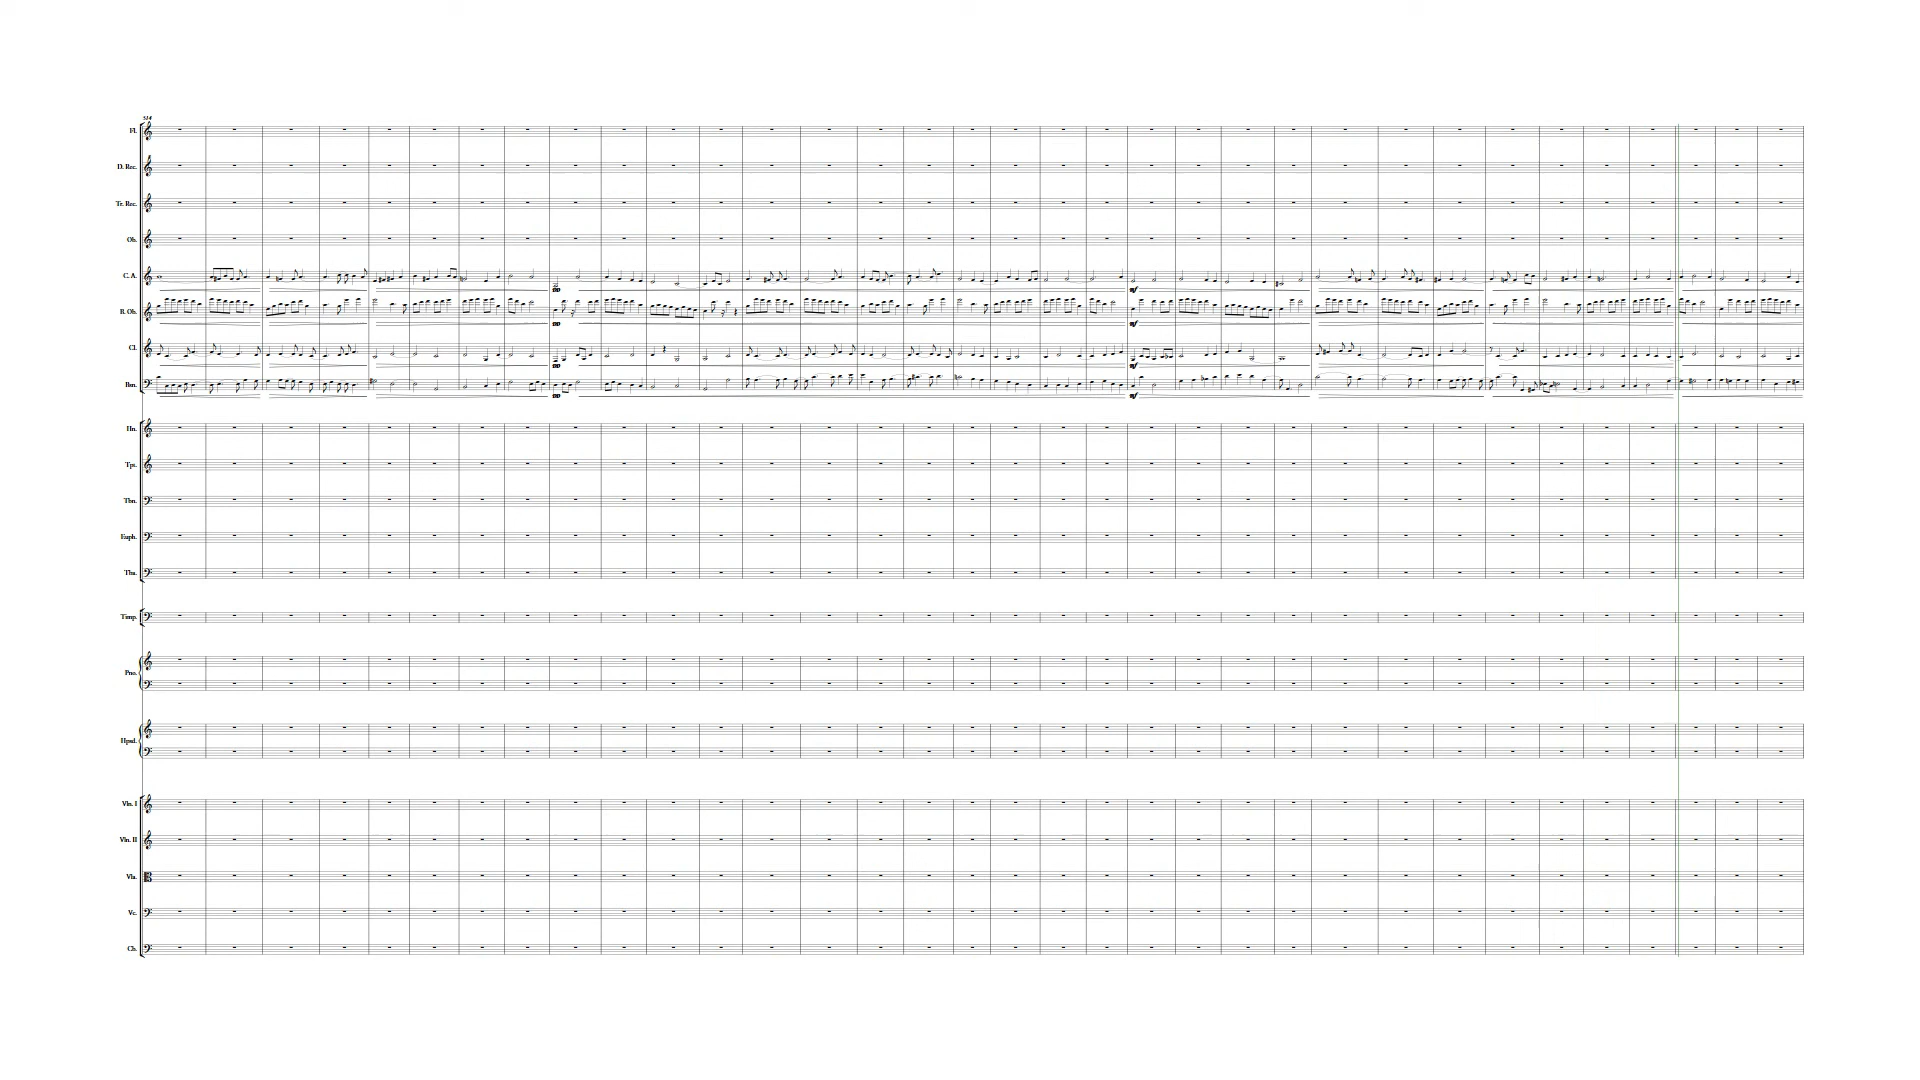 514
Fl.
D. Rec.
Tr. Rec.
Ob.
C. A.
B. Ob.
Cl.
Bsn.
Hn.
Tpt.
Tbn.
Euph.
Tba.
Timp.
Pno.
Hpsd.
Vln. I
Vln. II
Vla.
Vc.
Cb.